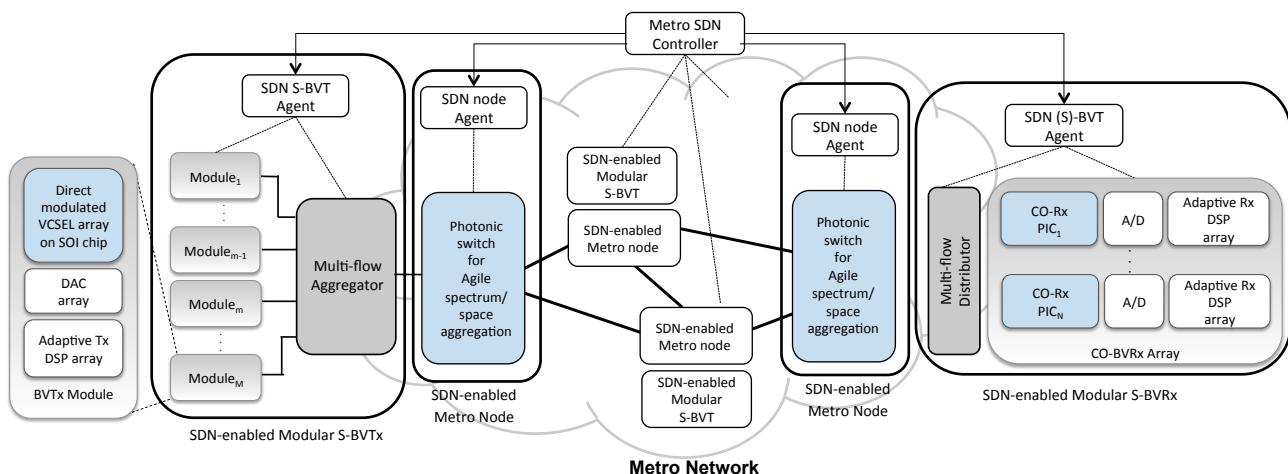 Metro SDN
Controller
SDN S-BVT
Agent
Module1
Module m-1
Module m
Module M
Multi-flow
Aggregator
Direct
modulated
VCSEL array
on SOI chip
DAC
array
Adaptive Tx
DSP array
BVTx Module
SDN-enabled Modular S-BVTx
SDN node
Agent
Photonic
switch
for
Agile
spectrum/
space
aggregation
SDN-enabled
Metro Node
SDN-enabled
Modular
S-BVT
SDN-enabled
Metro node
SDN-enabled
Metro node
SDN-enabled
Modular
S-BVT
Metro Network
SDN node
Agent
Photonic
switch
for
Agile
spectrum/
space
aggregation
SDN-enabled
Metro Node
SDN (S)-BVT
Agent
Multi-flow
Distributor
CO-Rx
PIC1
A/D
Adaptive Rx
DSP
array
CO-Rx
PICN
A/D
Adaptive Rx
DSP
array
CO-BVRx Array
SDN-enabled Modular S-BVRx